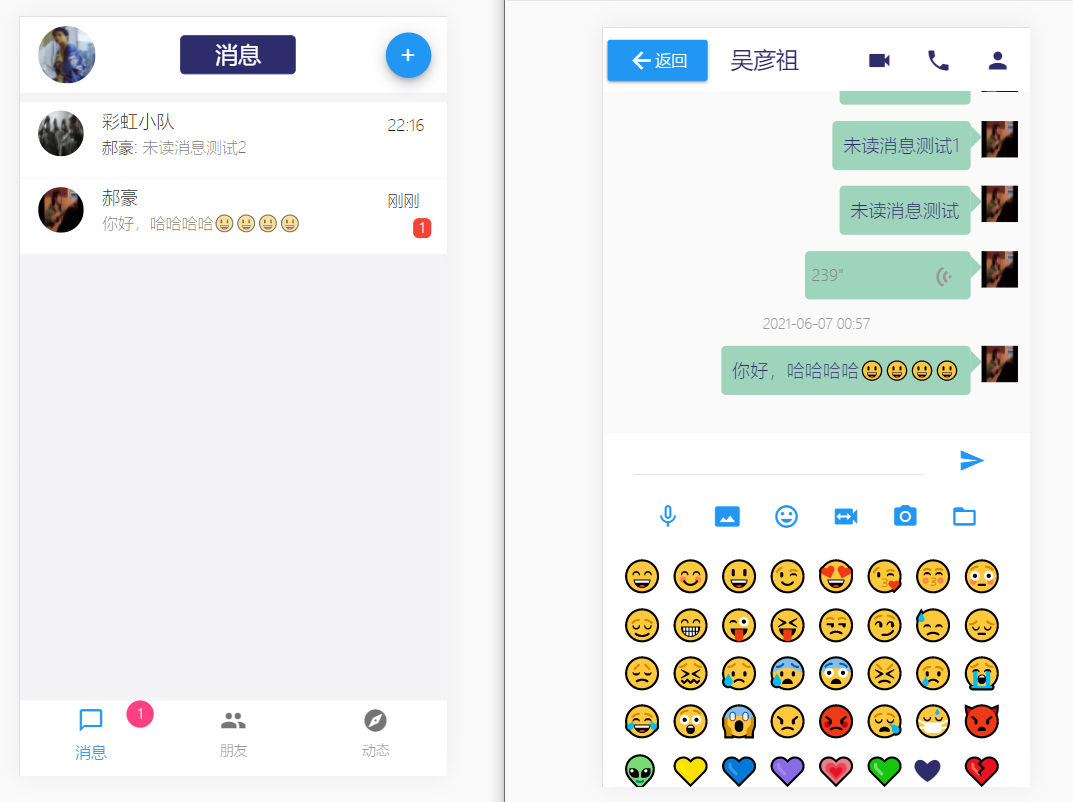 消息
+
彩虹小队
22:16
郝豪: 未读消息测试2
郝豪
刚刚
你好，哈哈哈哈😃😃😃😃
1
1
消息
朋友
动态
返回
吴彦祖
未读消息测试1
未读消息测试
239"
2021-06-07 00:57
你好，哈哈哈哈😃😃😃😃